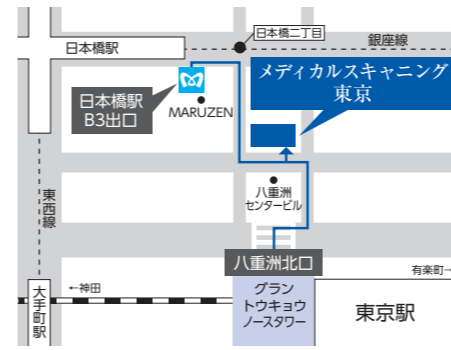 日本橋二丁目
日本橋駅
銀座線
メディカルスキャニング
東京
日本橋駅
B3出口
MARUZEN
東西線
八重洲
センタービル
八重洲北口
有楽町→
←神田
大手町駅
グラン
トウキョウ
ノースタワー
東京駅